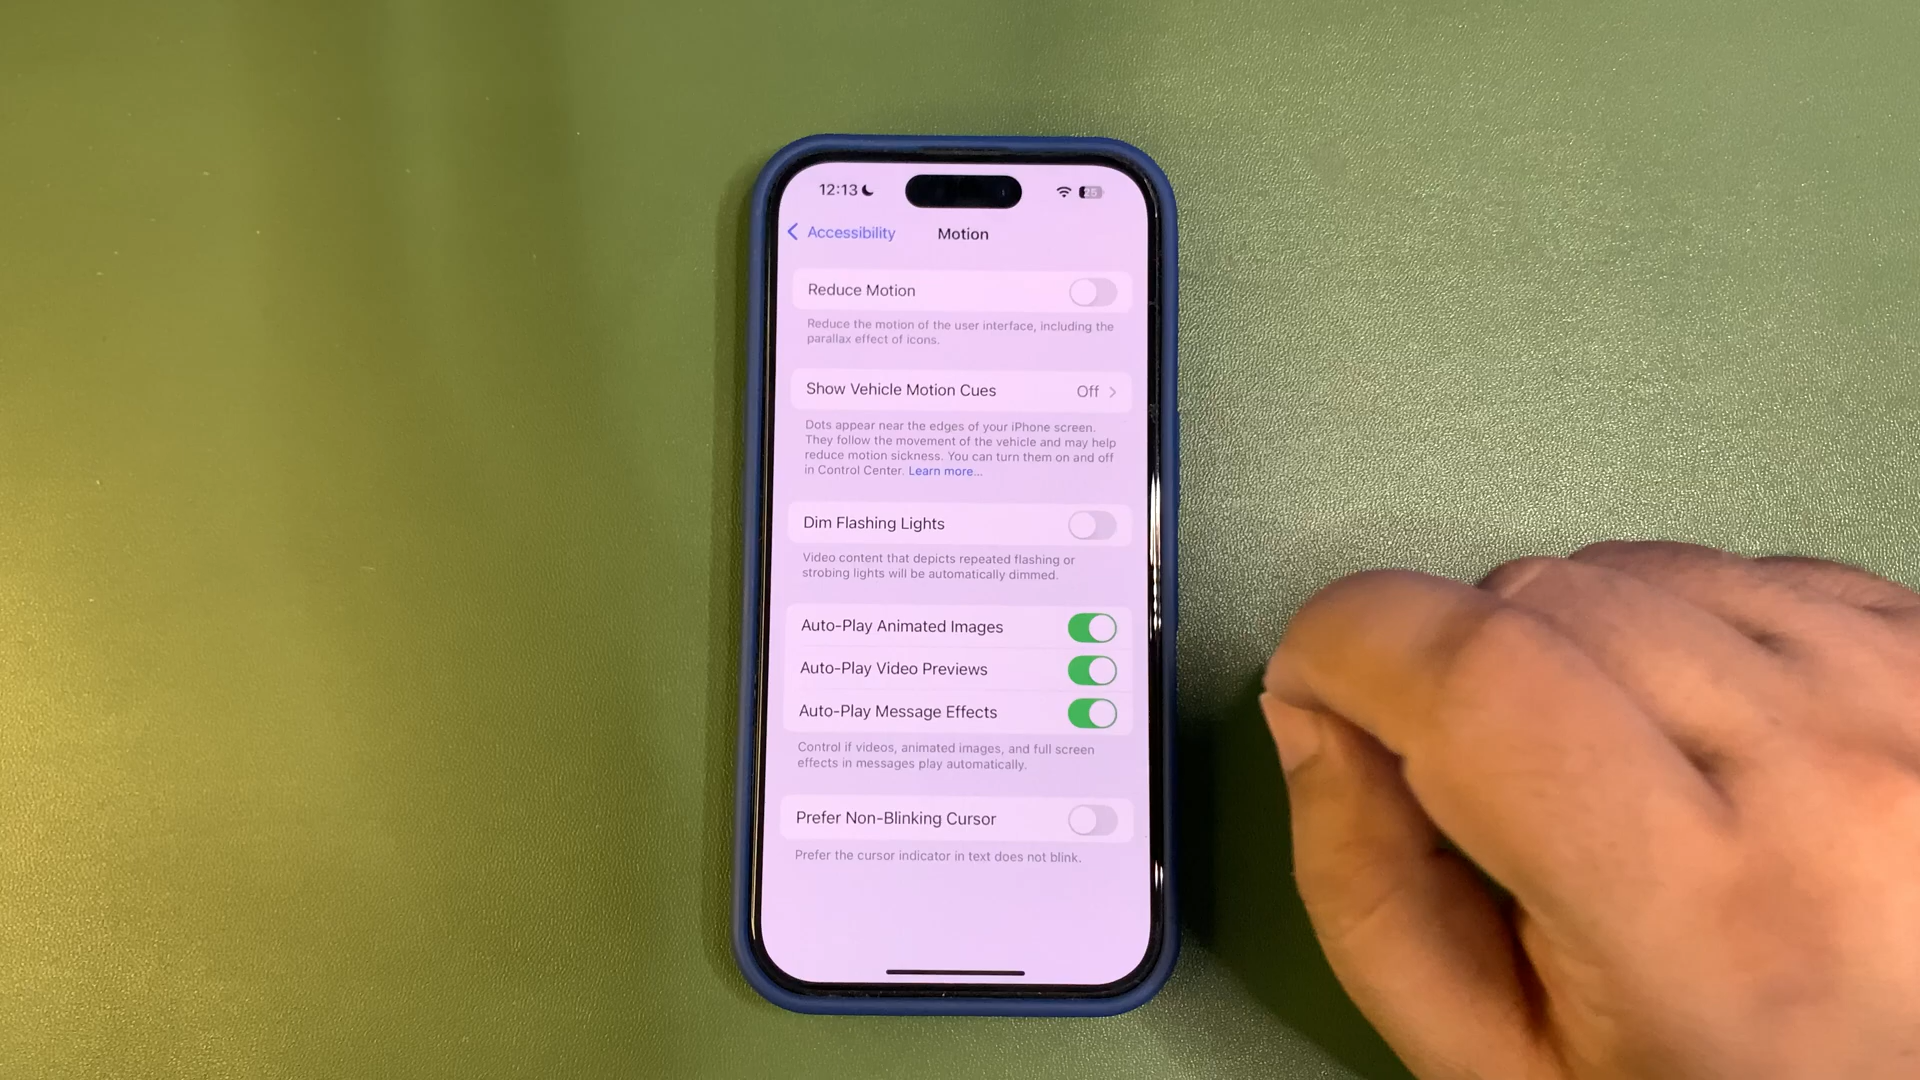 12:13
25
Accessibility
Motion
Reduce Motion
Reduce the motion of the user interface, including the
parallax effect of icons.
Show Vehicle Motion Cues Off
Dots appear near the edges of your iPhone screen.
They follow the movement of the vehicle and may help
reduce motion sickness. You can turn them on and off
in Control Center. Learn more...
Dim Flashing Lights
Video content that depicts repeated flashing or
strobing lights will be automatically dimmed.
Auto-Play Animated Images
Auto-Play Video Previews
Auto-Play Message Effects
Control if videos, animated images, and full screen
effects in messages play automatically.
Prefer Non-Blinking Cursor
Prefer the cursor indicator in text does not blink.